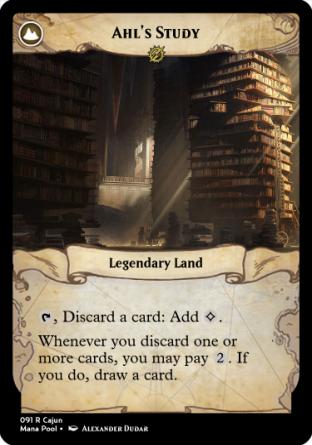 AHL'S STUDY
Legendary Land
, Discard a card: Add .
Whenever you discard one or
more cards, you may pay 2. If
you do, draw a card.
091 R Cajun
Mana Pool • ALEXANDER DUDAR